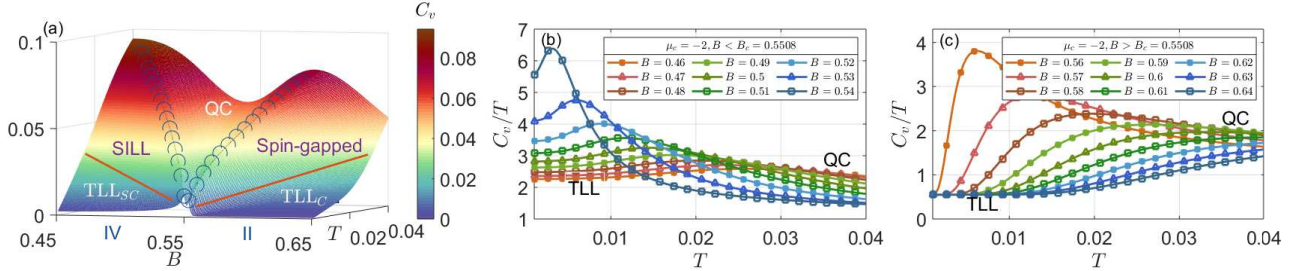 (a)
C_v
0.1
0.05
0
QC
SILL
Spin-gapped
TLL_{SC}
TLL_C
0.45
IV
0.55
II
0.65
B
T
0.02
0.04
0.08
0.06
0.04
0.02
0
(b)
μ_c = −2, B < B_c = 0.5508
B = 0.46 B = 0.49 B = 0.52
B = 0.47 B = 0.5 B = 0.53
B = 0.48 B = 0.51 B = 0.54
C_v/T
7
6
5
4
3
2
1
TLL
QC
0.01 0.02 0.03 0.04
T
(c)
μ_c = −2, B > B_c = 0.5508
B = 0.56 B = 0.59 B = 0.62
B = 0.57 B = 0.6 B = 0.63
B = 0.58 B = 0.61 B = 0.64
C_v/T
5
4
3
2
1
0
TLL
QC
0.01 0.02 0.03 0.04
T